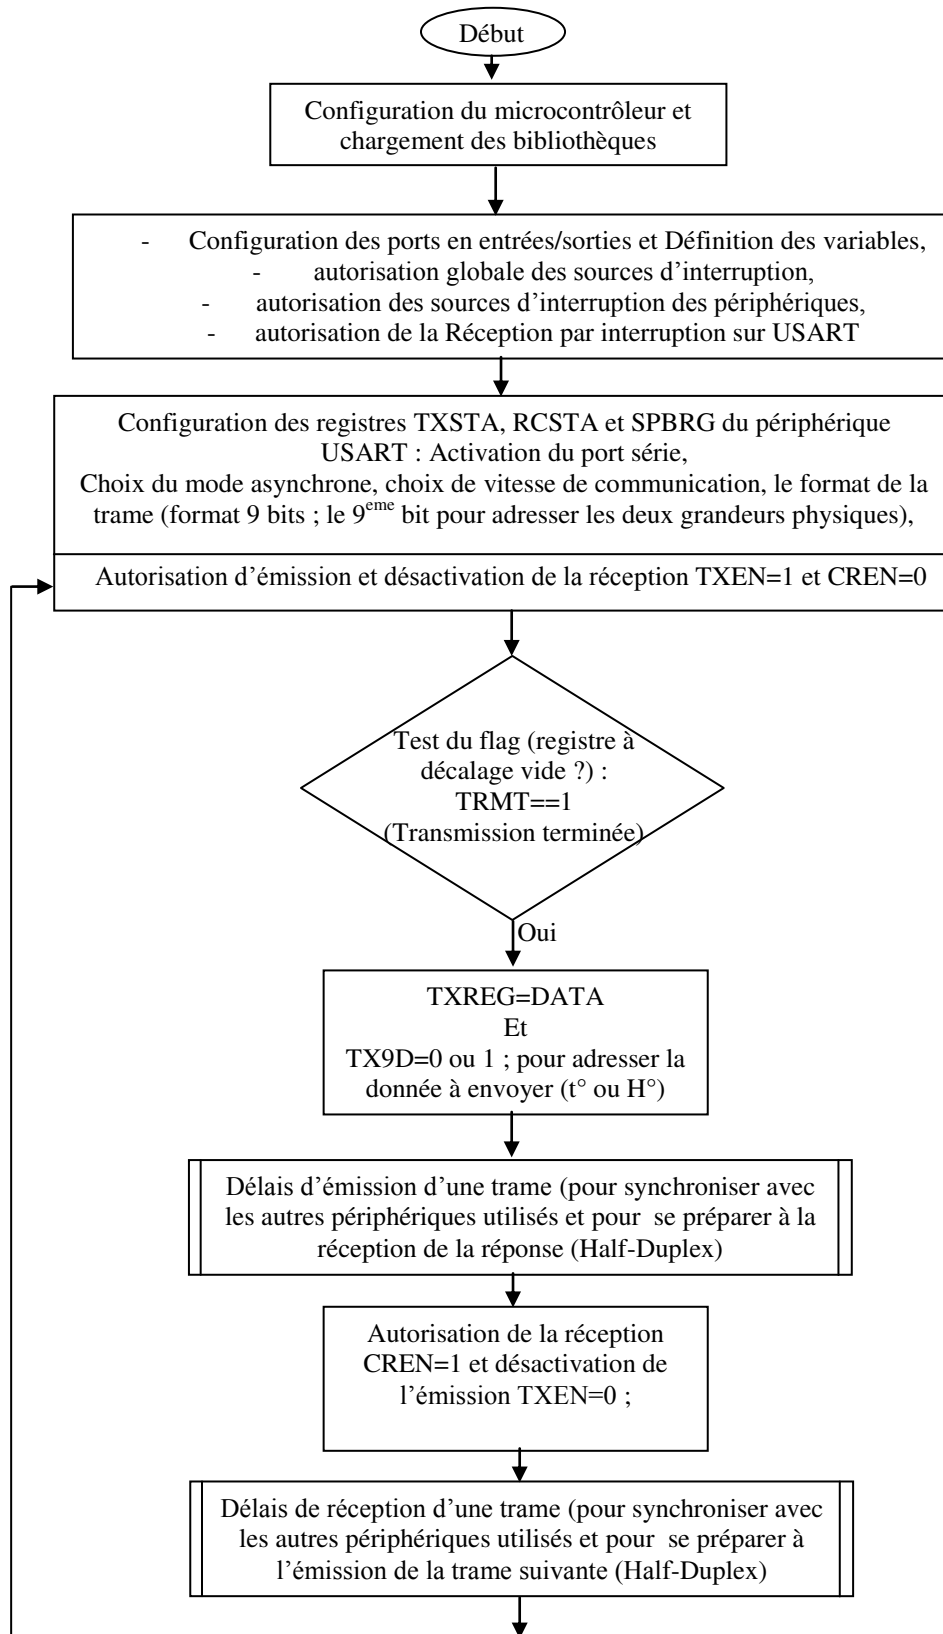 Début
Configuration du microcontrôleur et
chargement des bibliothèques
- Configuration des ports en entrées/sorties et Définition des variables,
- autorisation globale des sources d’interruption,
- autorisation des sources d’interruption des périphériques,
- autorisation de la Réception par interruption sur USART
Configuration des registres TXSTA, RCSTA et SPBRG du périphérique
USART : Activation du port série,
Choix du mode asynchrone, choix de vitesse de communication, le format de la
trame (format 9 bits ; le 9eme bit pour adresser les deux grandeurs physiques),
Autorisation d’émission et désactivation de la réception TXEN=1 et CREN=0
Test du flag (registre à
décalage vide ?) :
TRMT==1
(Transmission terminée)
Oui
TXREG=DATA
Et
TX9D=0 ou 1 ; pour adresser la
donnée à envoyer (t° ou H°)
Délais d’émission d’une trame (pour synchroniser avec
les autres périphériques utilisés et pour se préparer à la
réception de la réponse (Half-Duplex)
Autorisation de la réception
CREN=1 et désactivation de
l’émission TXEN=0 ;
Délais de réception d’une trame (pour synchroniser avec
les autres périphériques utilisés et pour se préparer à
l’émission de la trame suivante (Half-Duplex)